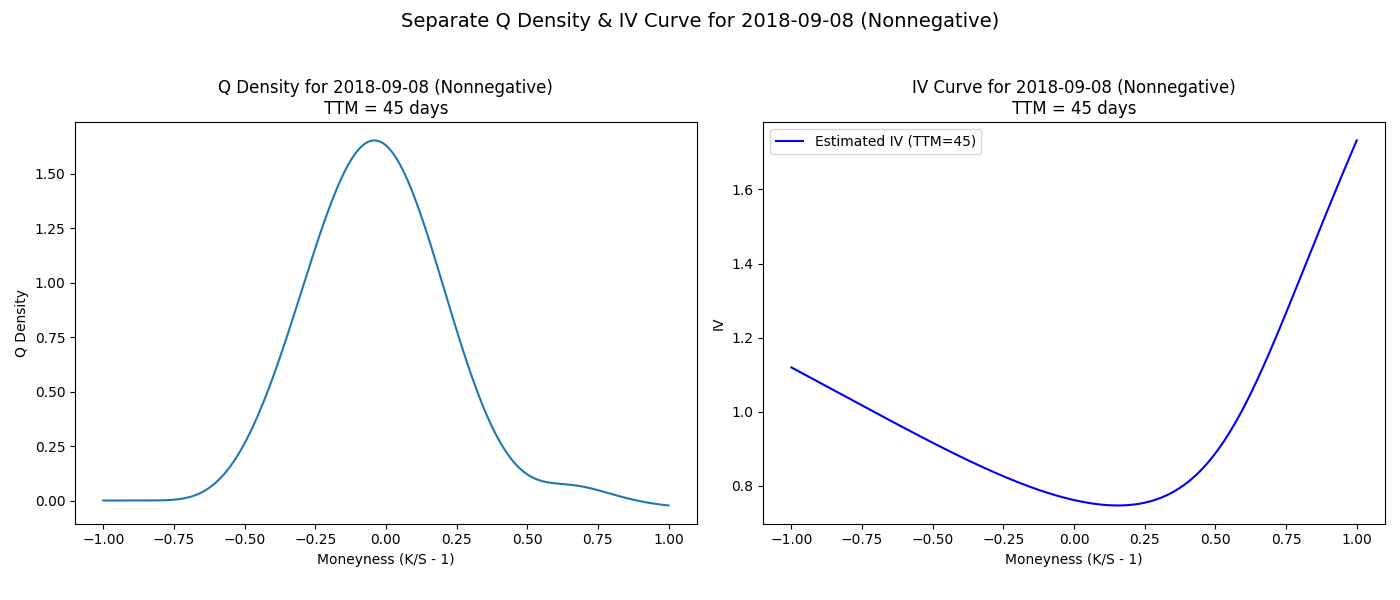 Separate Q Density & IV Curve for 2018-09-08 (Nonnegative)
Q Density for 2018-09-08 (Nonnegative)
TTM = 45 days
1.50
1.25
1.00
0.75
0.50
0.25
0.00
Q Density
−1.00 −0.75 −0.50 −0.25 0.00 0.25 0.50 0.75 1.00
Moneyness (K/S - 1)
IV Curve for 2018-09-08 (Nonnegative)
TTM = 45 days
Estimated IV (TTM=45)
1.6
1.4
1.2
1.0
0.8
IV
−1.00 −0.75 −0.50 −0.25 0.00 0.25 0.50 0.75 1.00
Moneyness (K/S - 1)